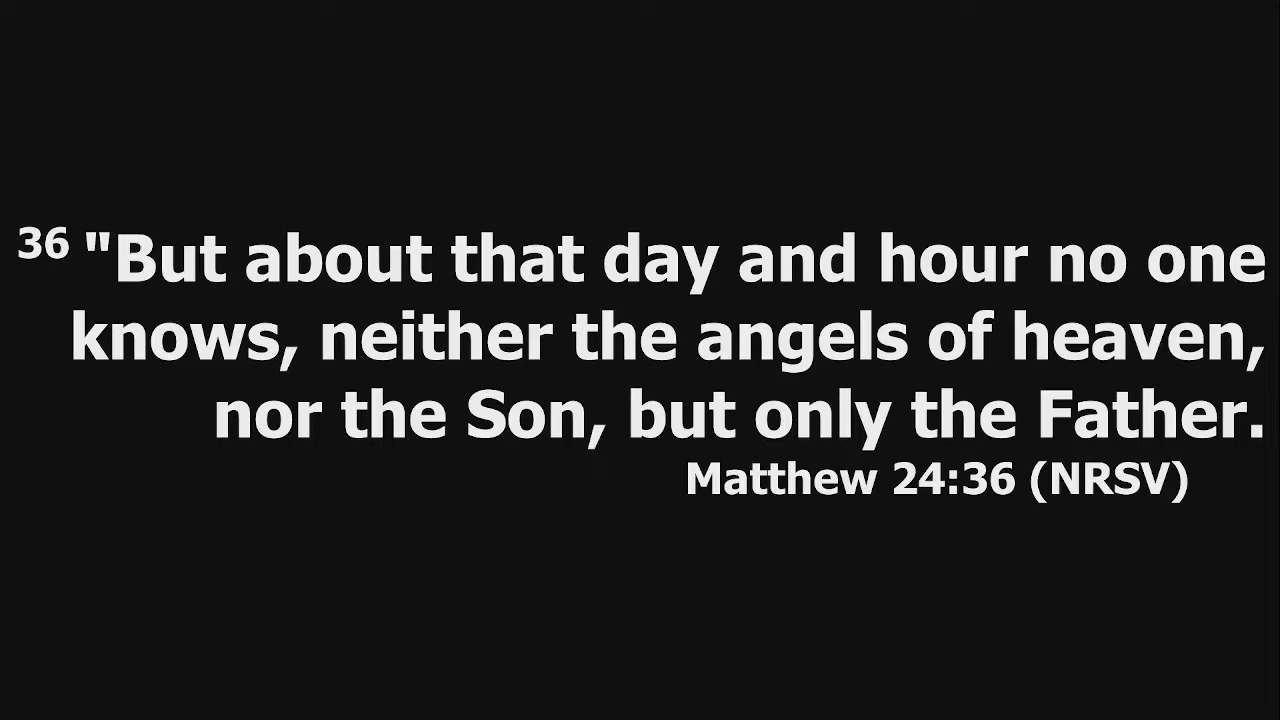 36 "But about that day and hour no one
knows, neither the angels of heaven,
nor the Son, but only the Father.
Matthew 24:36 (NRSV)